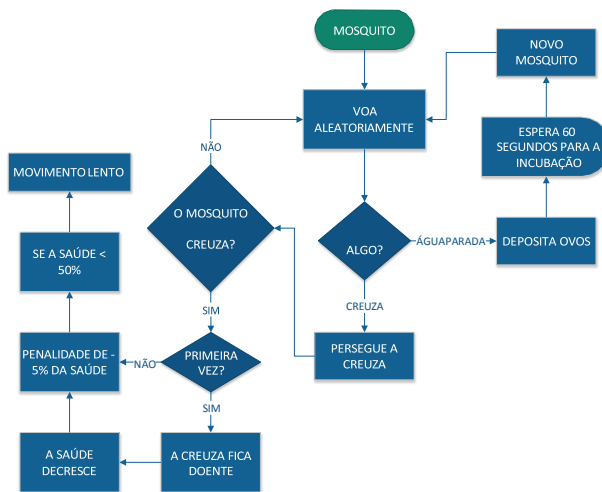 MOSQUITO
NOVO
MOSQUITO
VOA
ALEATORIAMENTE
ESPERA 60
SEGUNDOS PARA A
INCUBAÇÃO
NÃO
MOVIMENTO LENTO
O MOSQUITO
CREUZA?
ALGO?
ÁGUAPARADA
DEPOSITA OVOS
SE A SAÚDE <
50%
CREUZA
SIM
PERSEGUE A
CREUZA
PRIMEIRA
VEZ?
NÃO
PENALIDADE DE -
5% DA SAÚDE
SIM
A SAÚDE
DECRESCE
A CREUZA FICA
DOENTE